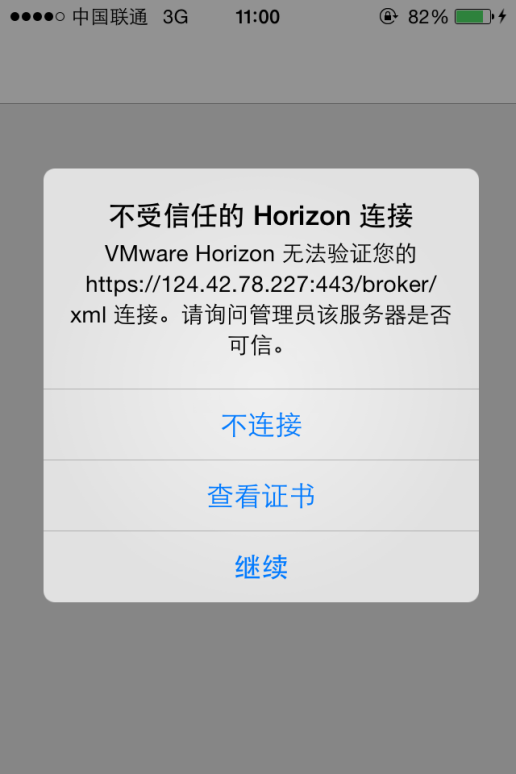 中国联通 3G 11:00 82%
不受信任的 Horizon 连接
VMware Horizon 无法验证您的
https://124.42.78.227:443/broker/
xml 连接。请询问管理员该服务器是否
可信。
不连接
查看证书
继续